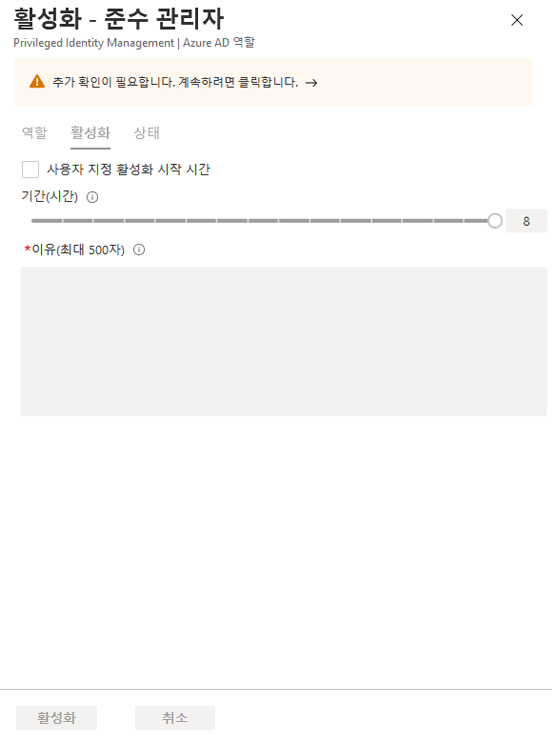 활성화 - 준수 관리자
Privileged Identity Management | Azure AD 역할
추가 확인이 필요합니다. 계속하려면 클릭합니다. →
역할 활성화 상태
사용자 지정 활성화 시작 시간
기간(시간)
8
*이유(최대 500자)
활성화 취소